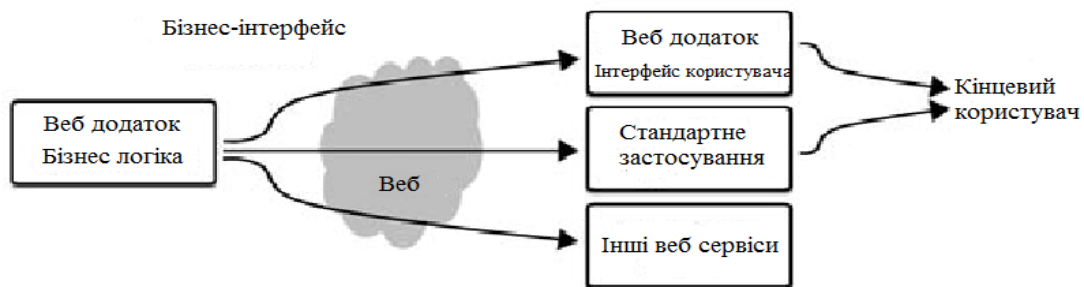 Бізнес-інтерфейс
Веб додаток
Бізнес логіка
Веб
Веб додаток
Інтерфейс користувача
Стандартне
застосування
Інші веб сервіси
Кінцевий
користувач